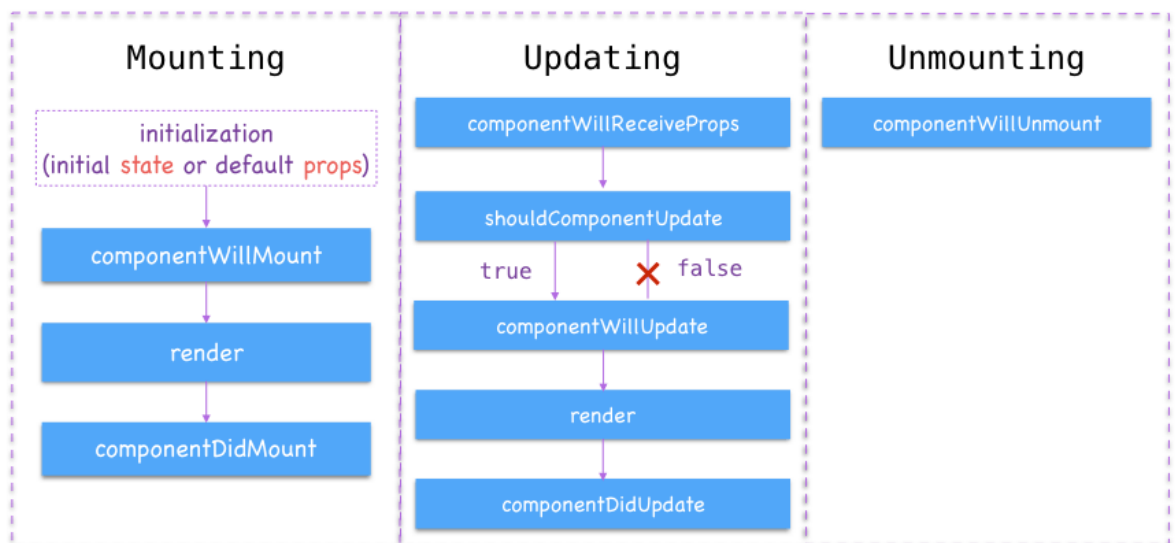 Mounting
initialization
(initial state or default props)
componentWillMount
render
componentDidMount
Updating
componentWillReceiveProps
shouldComponentUpdate
true
false
componentWillUpdate
render
componentDidUpdate
Unmounting
componentWillUnmount